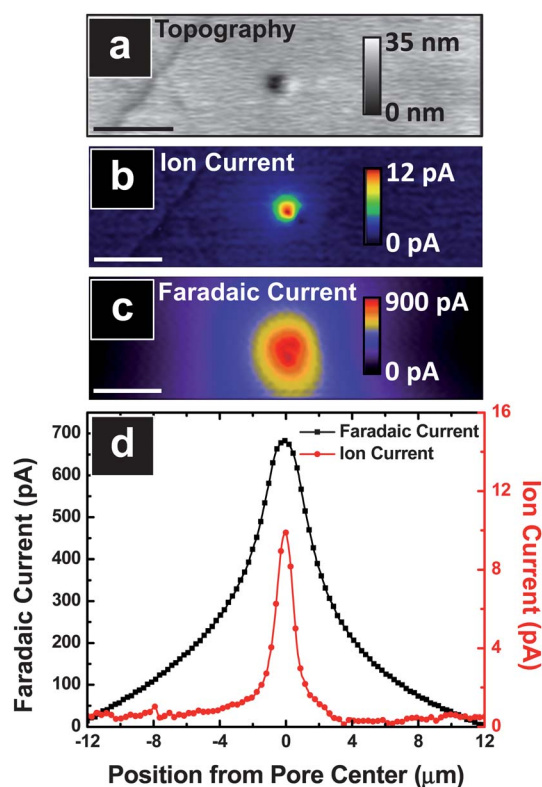 a
Topography
35 nm
0 nm
b
Ion Current
12 pA
0 pA
c
Faradaic Current
900 pA
0 pA
d
Faradaic Current
Ion Current
Faradaic Current (pA)
700
600
500
400
300
200
100
0
Ion Current
(pA)
16
12
8
4
0
-12 -8 -4 0 4 8 12
Position from Pore Center (μm)